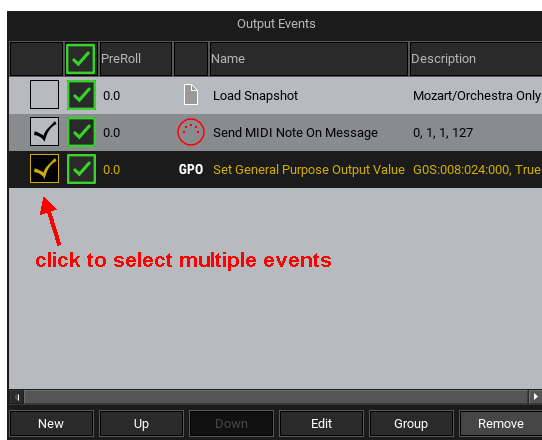 Output Events
PreRoll Name Description
0.0 Load Snapshot Mozart/Orchestra Only
0.0 Send MIDI Note On Message 0, 1, 1, 127
0.0 GPO Set General Purpose Output Value G0S:008:024:000, True
click to select multiple events
New Up Down Edit Group Remove